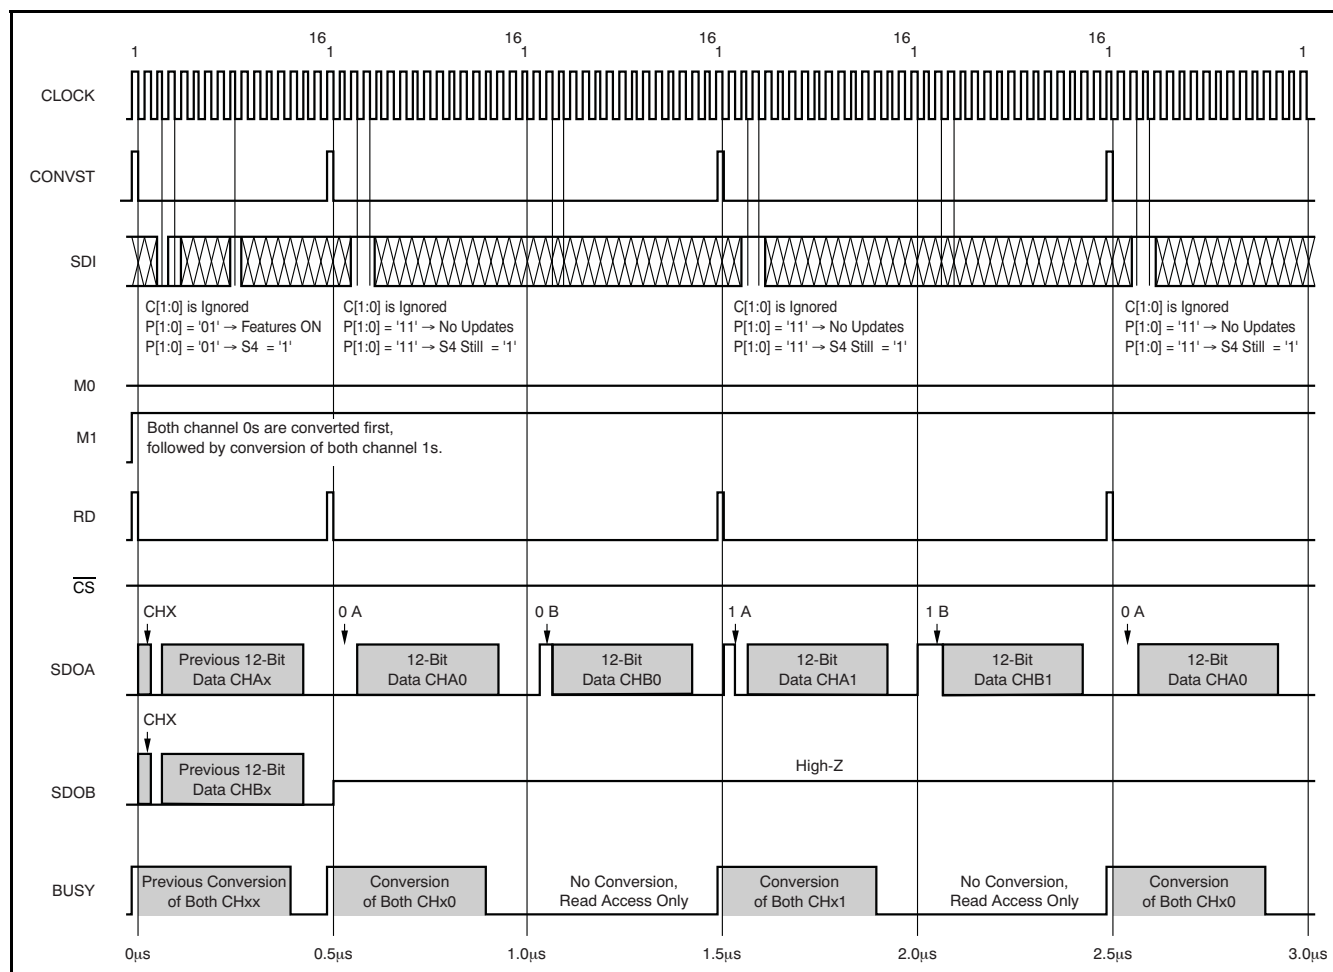 16 16 16 16 16
1 1 1 1 1 1 1
CLOCK
CONVST
SDI
C[1:0] is Ignored
P[1:0] = '01' → Features ON
P[1:0] = '01' → S4 = '1'
C[1:0] is Ignored
P[1:0] = '11' → No Updates
P[1:0] = '11' → S4 Still = '1'
C[1:0] is Ignored
P[1:0] = '11' → No Updates
P[1:0] = '11' → S4 Still = '1'
C[1:0] is Ignored
P[1:0] = '11' → No Updates
P[1:0] = '11' → S4 Still = '1'
M0
M1
Both channel 0s are converted first,
followed by conversion of both channel 1s.
RD
CS
CHX 0 A 0 B 1 A 1 B 0 A
SDOA
Previous 12-Bit
Data CHAx
12-Bit
Data CHA0
12-Bit
Data CHB0
12-Bit
Data CHA1
12-Bit
Data CHB1
12-Bit
Data CHA0
CHX
SDOB
Previous 12-Bit
Data CHBx
High-Z
BUSY
Previous Conversion
of Both CHxx
Conversion
of Both CHx0
No Conversion,
Read Access Only
Conversion
of Both CHx1
No Conversion,
Read Access Only
Conversion
of Both CHx0
0µs 0.5µs 1.0µs 1.5µs 2.0µs 2.5µs 3.0µs